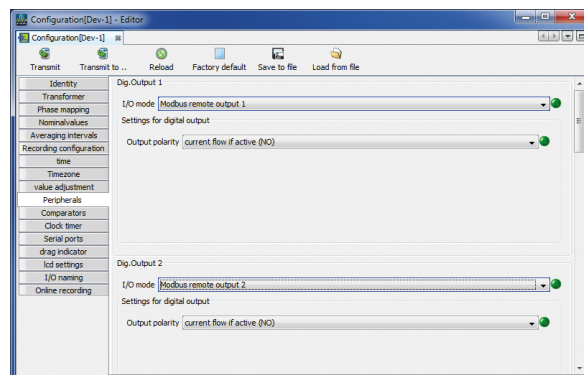 Configuration[Dev-1] - Editor
Configuration[Dev-1]
Transmit
Transmit to ..
Reload
Factory default
Save to file
Load from file
Identity
Transformer
Phase mapping
Nominalvalues
Averaging intervals
Recording configuration
time
Timezone
value adjustment
Peripherals
Comparators
Clock timer
Serial ports
drag indicator
lcd settings
I/O naming
Online recording
Dig.Output 1
I/O mode Modbus remote output 1
Settings for digital output
Output polarity current flow if active (NO)
Dig.Output 2
I/O mode Modbus remote output 2
Settings for digital output
Output polarity current flow if active (NO)